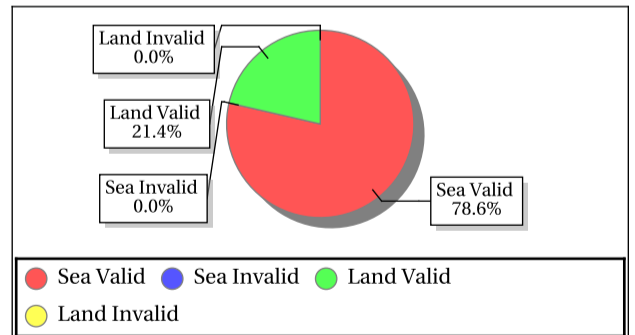 Land Invalid
0.0%
Land Valid
21.4%
Sea Invalid
0.0%
Sea Valid
78.6%
Sea Valid Sea Invalid Land Valid
Land Invalid